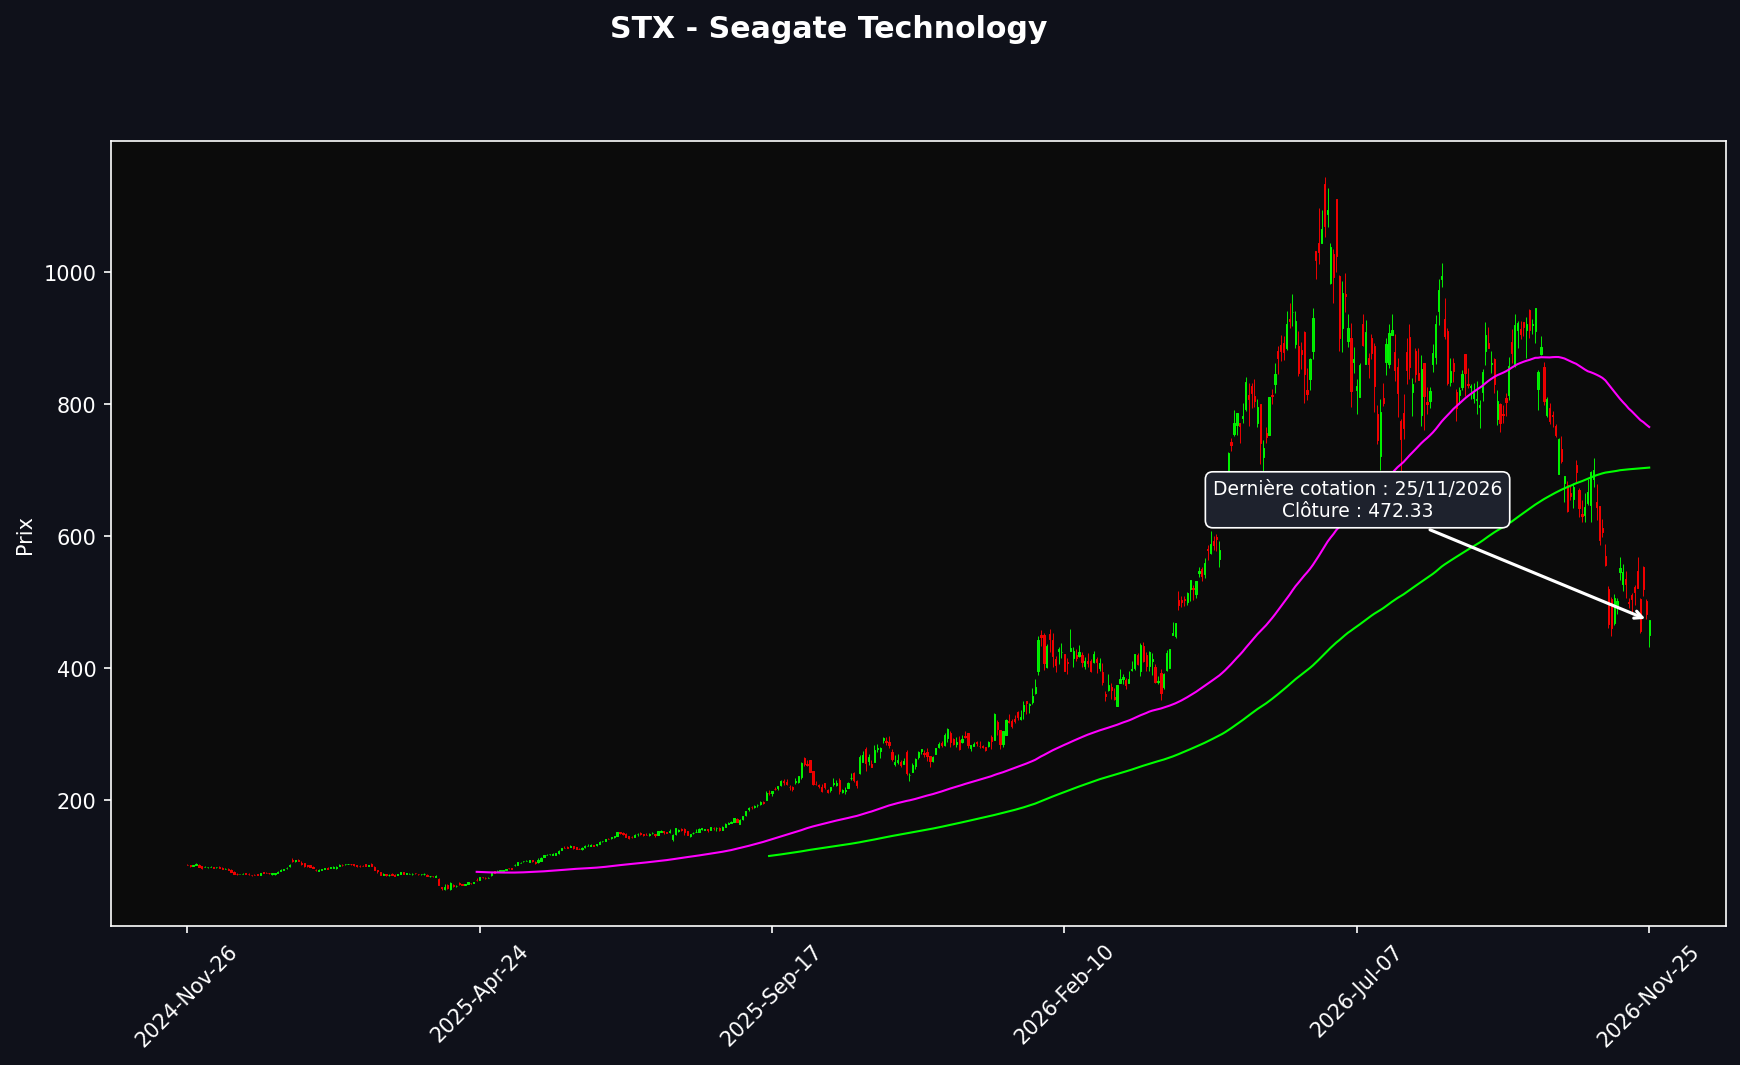 STX - Seagate Technology
Prix
1000
800
600
400
200
Dernière cotation : 25/11/2026
Clôture : 472.33
2024-Nov-26
2025-Apr-24
2025-Sep-17
2026-Feb-10
2026-Jul-07
2026-Nov-25